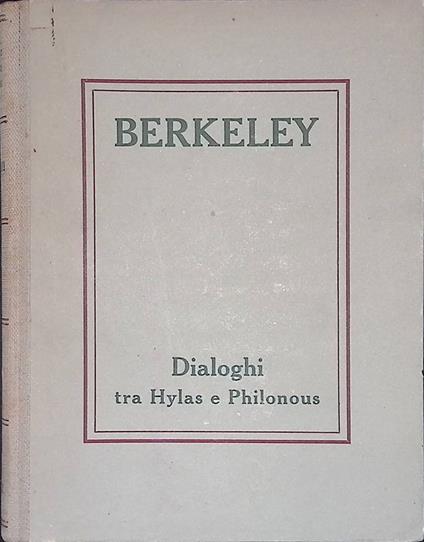 BERKELEY
Dialoghi
tra Hylas e Philonous